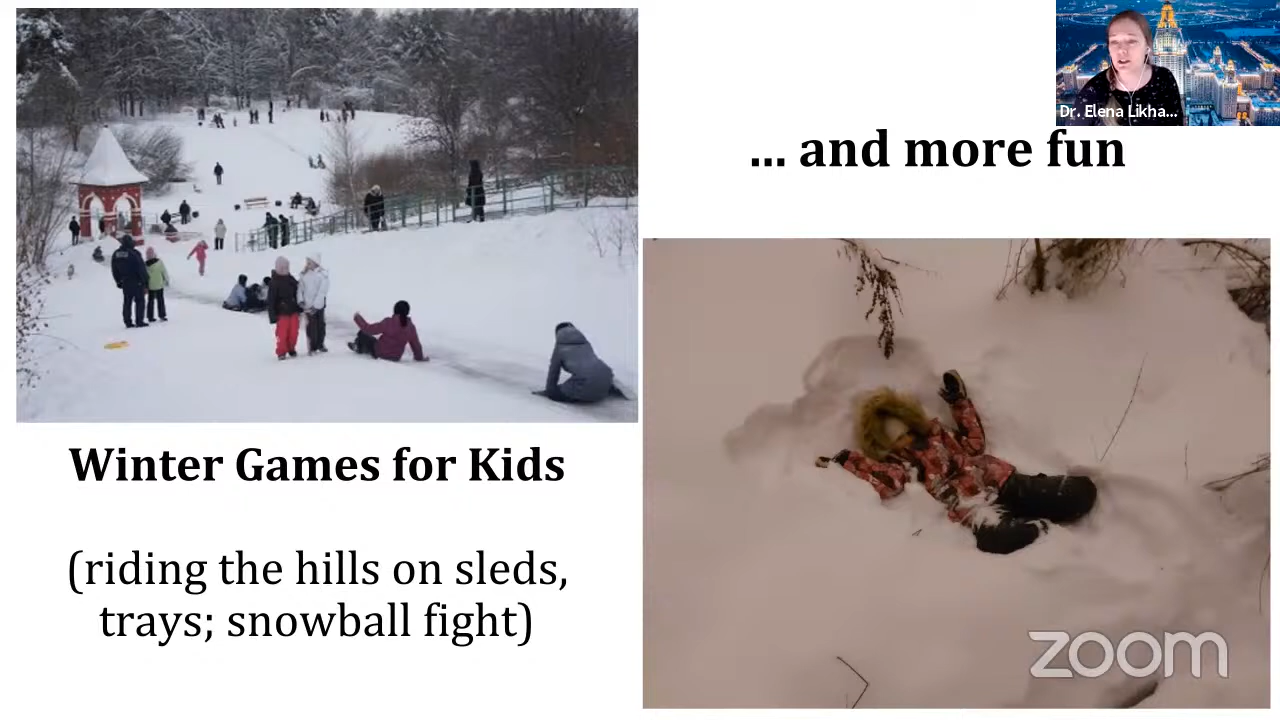 Dr. Elena Likha...
... and more fun
Winter Games for Kids
(riding the hills on sleds,
trays; snowball fight)
zoom